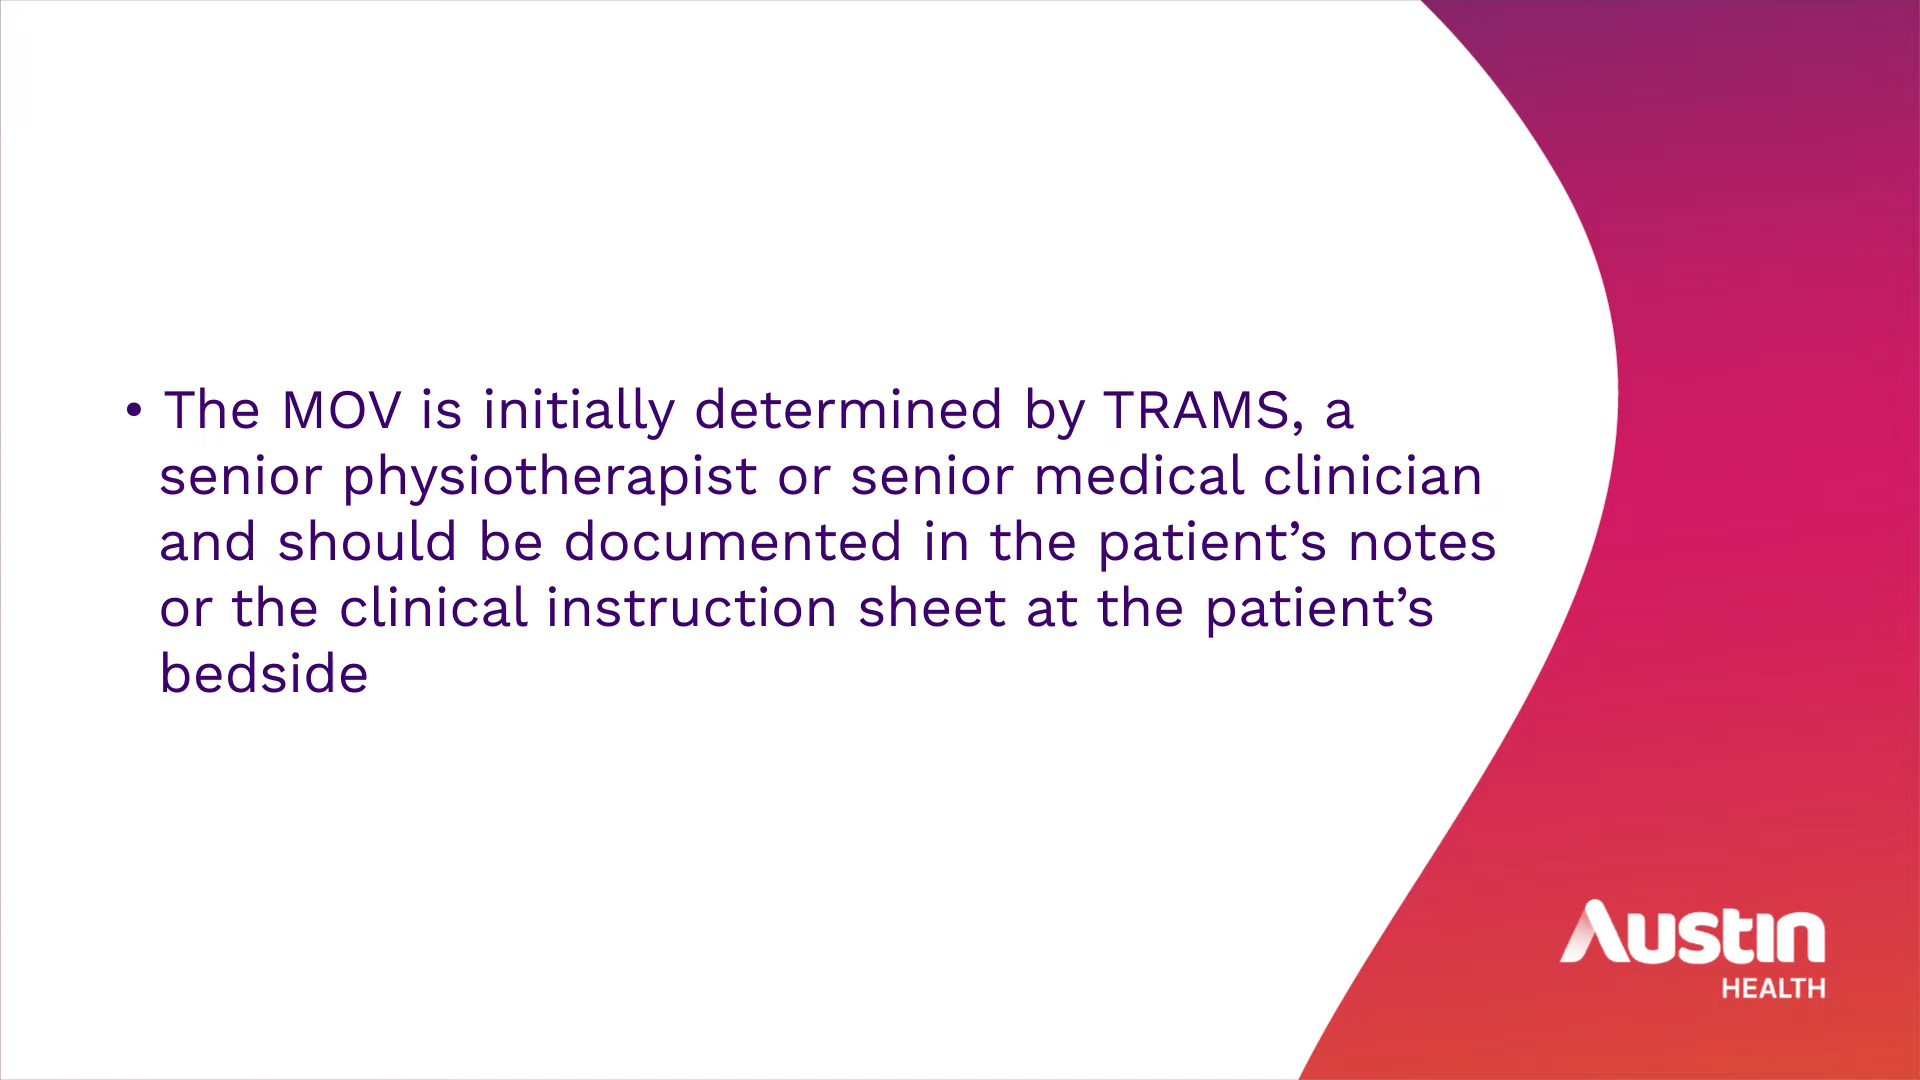 • The MOV is initially determined by TRAMS, a
senior physiotherapist or senior medical clinician
and should be documented in the patient’s notes
or the clinical instruction sheet at the patient’s
bedside
Austin
HEALTH